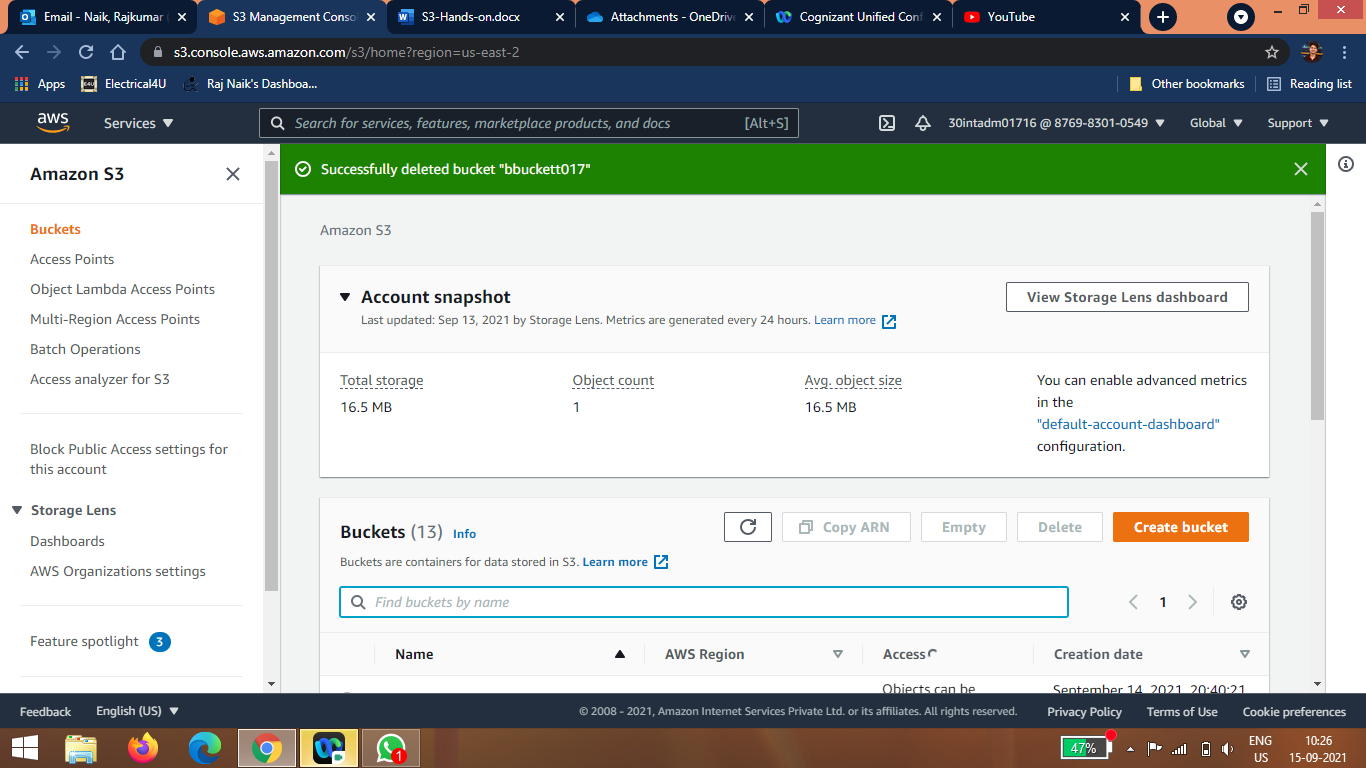 Email - Naik, Rajkumar
S3 Management Conso
S3-Hands-on.docx
Attachments - OneDrive
Cognizant Unified Conf
YouTube
s3.console.aws.amazon.com/s3/home?region=us-east-2
Apps
Electrical4U
Raj Naik's Dashboa...
Other bookmarks
Reading list
aws
Services
Search for services, features, marketplace products, and docs
[Alt+S]
30intadm01716 @ 8769-8301-0549
Global
Support
Amazon S3
Buckets
Access Points
Object Lambda Access Points
Multi-Region Access Points
Batch Operations
Access analyzer for S3
Block Public Access settings for
this account
Storage Lens
Dashboards
AWS Organizations settings
Feature spotlight 3
Successfully deleted bucket "bbuckett017"
Amazon S3
Account snapshot
Last updated: Sep 13, 2021 by Storage Lens. Metrics are generated every 24 hours. Learn more
View Storage Lens dashboard
Total storage
16.5 MB
Object count
1
Avg. object size
16.5 MB
You can enable advanced metrics
in the
"default-account-dashboard"
configuration.
Buckets (13) Info
Copy ARN
Empty
Delete
Create bucket
Buckets are containers for data stored in S3. Learn more
Find buckets by name
1
Name
AWS Region
Access
Creation date
Objects can be
September 14, 2021, 20:40:21
Feedback
English (US)
© 2008 - 2021, Amazon Internet Services Private Ltd. or its affiliates. All rights reserved.
Privacy Policy
Terms of Use
Cookie preferences
1
47%
ENG
US
10:26
15-09-2021